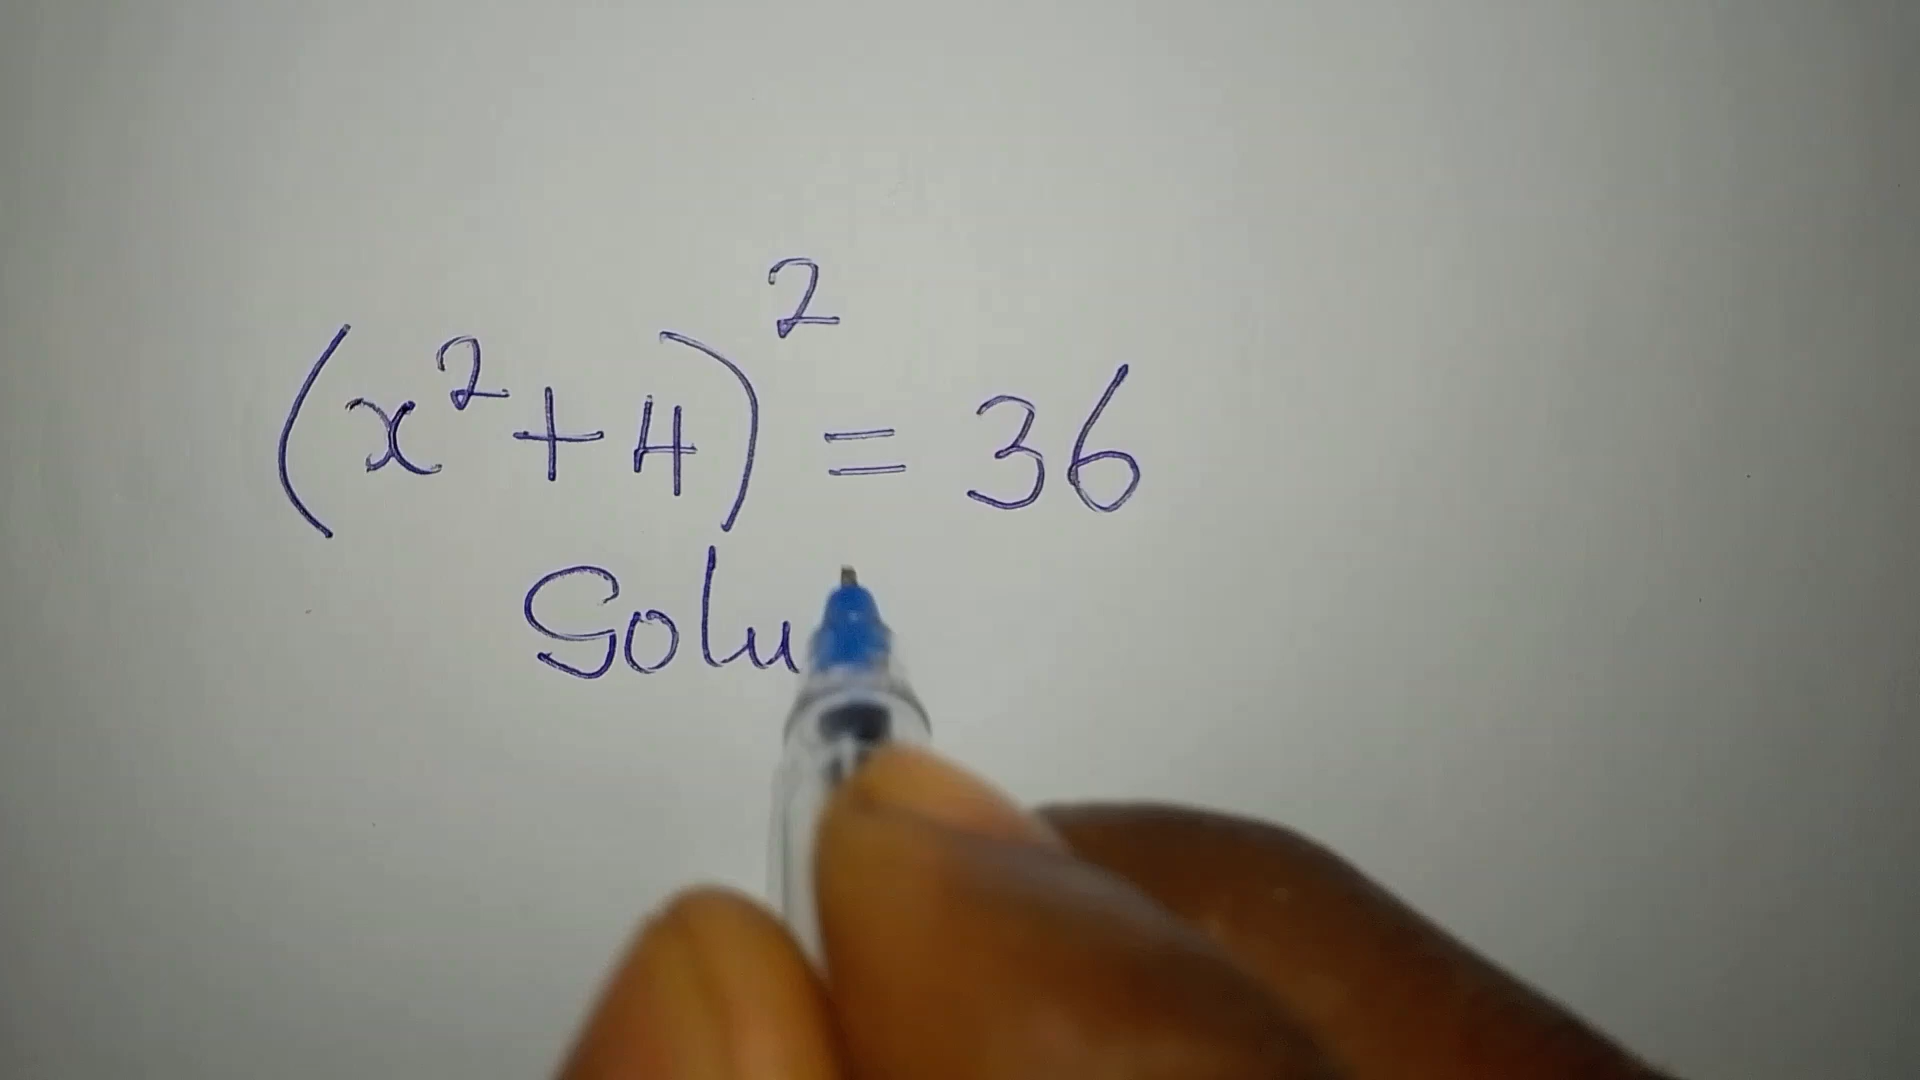 (x²+4)² = 36
Solu